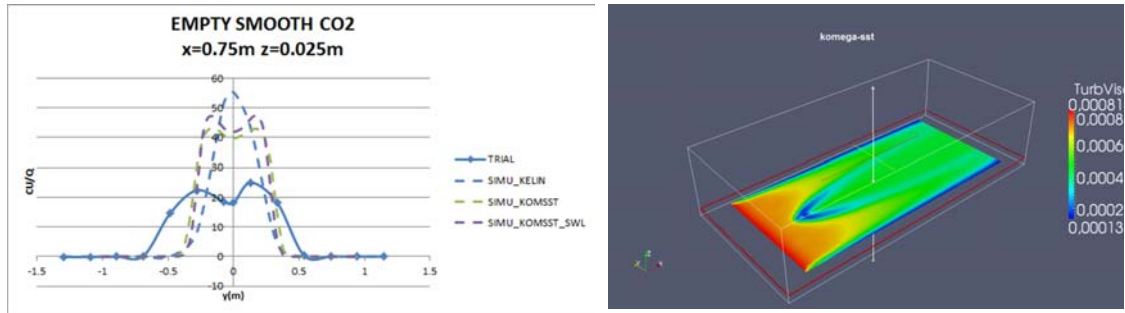 EMPTY SMOOTH CO2
x=0.75m z=0.025m
60
50
40
30
20
10
0
-10
-1.5
-1
-0.5
0
0.5
1
1.5
cu/q
y(m)
TRIAL
SIMU_KELIN
SIMU_KOMSST
SIMU_KOMSST_SWL
komega-sst
TurbVisc
0,00081
0,0008
0,0006
0,0004
0,0002
0,00013